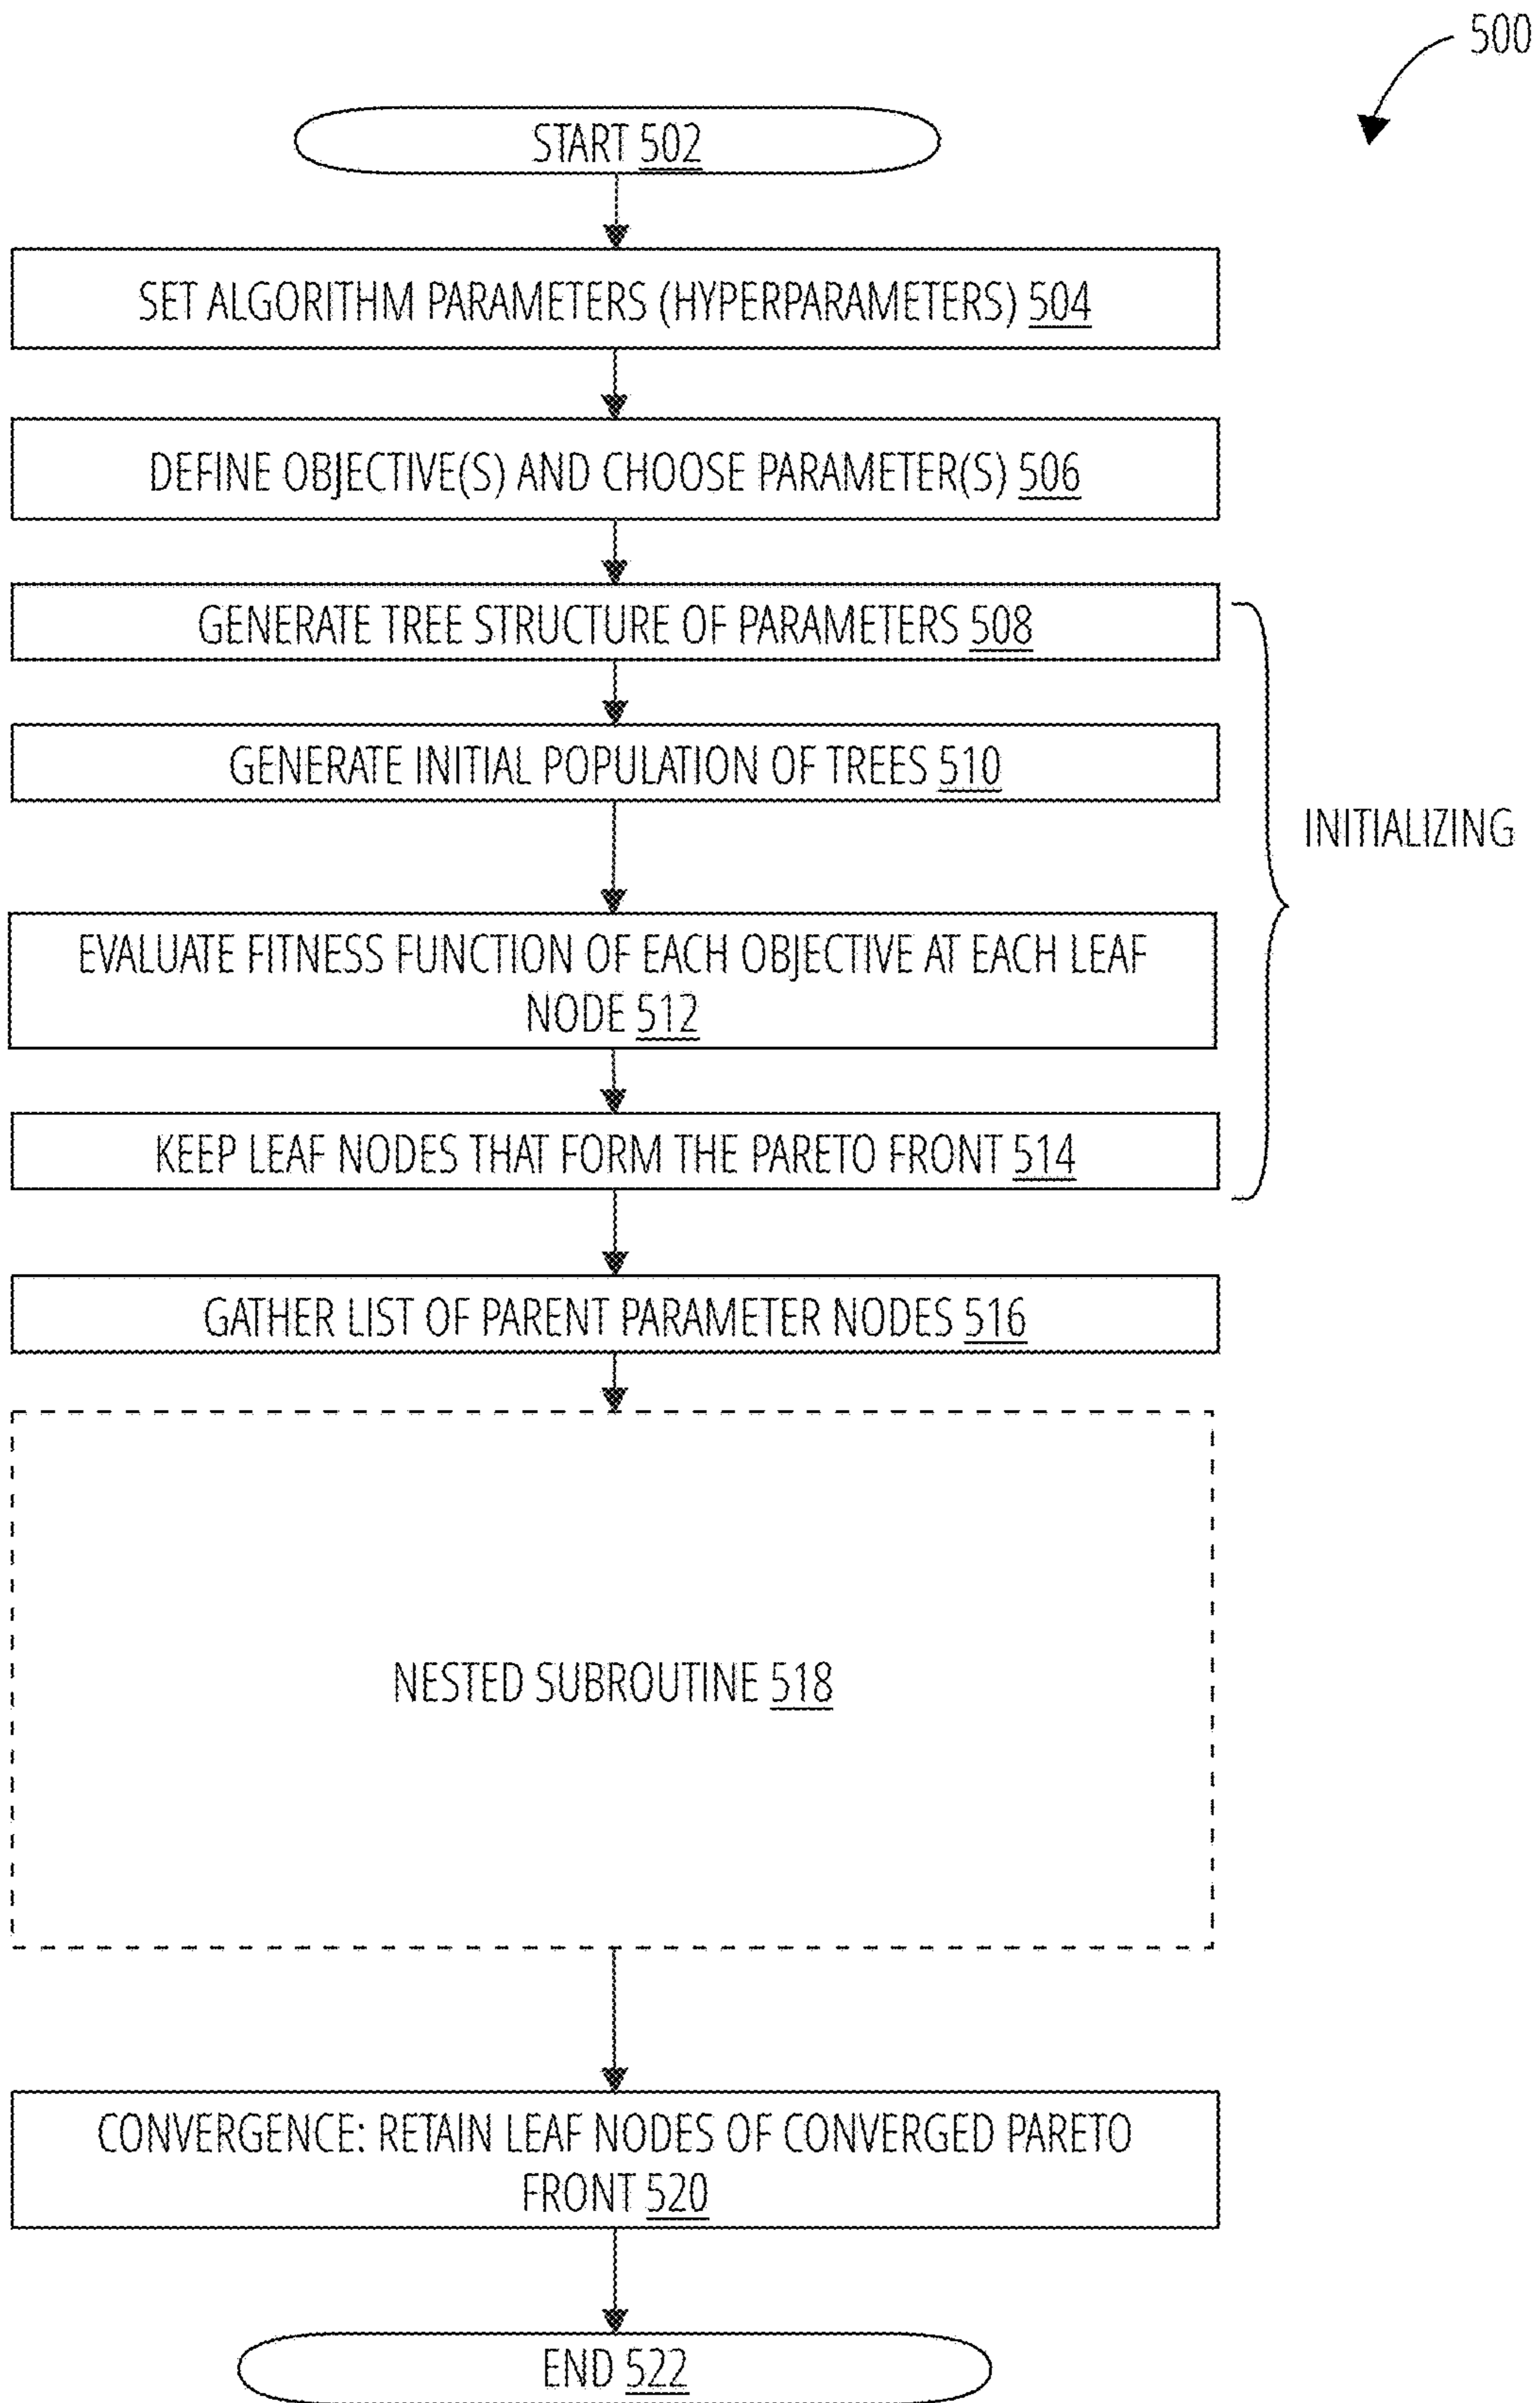 500
START 502
SET ALGORITHM PARAMETERS (HYPERPARAMETERS) 504
DEFINE OBJECTIVE(S) AND CHOOSE PARAMETER(S) 506
GENERATE TREE STRUCTURE OF PARAMETERS 508
GENERATE INITIAL POPULATION OF TREES 510
INITIALIZING
EVALUATE FITNESS FUNCTION OF EACH OBJECTIVE AT EACH LEAF
NODE 512
KEEP LEAF NODES THAT FORM THE PARETO FRONT 514
GATHER LIST OF PARENT PARAMETER NODES 516
NESTED SUBROUTINE 518
CONVERGENCE: RETAIN LEAF NODES OF CONVERGED PARETO
FRONT 520
END 522